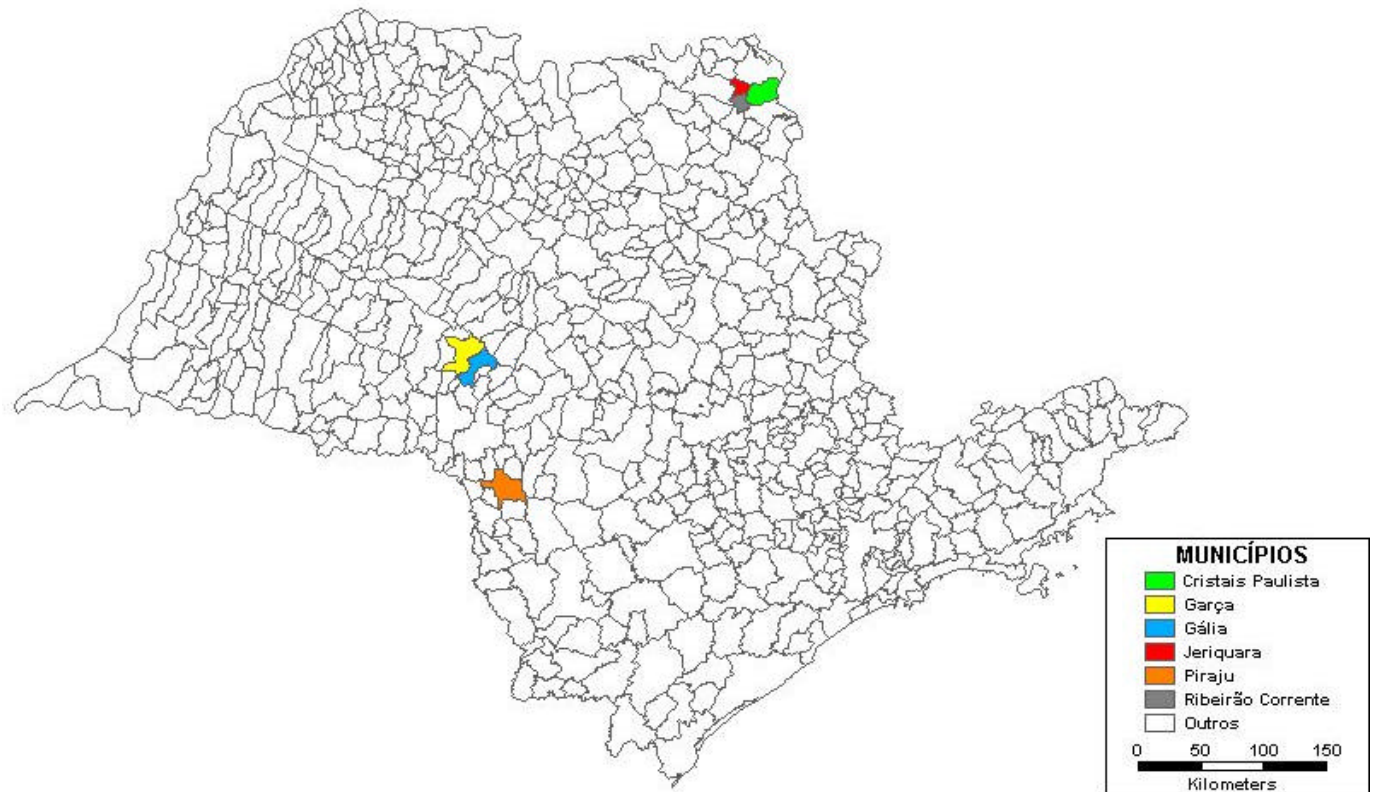 MUNICÍPIOS
Cristais Paulista
Garça
Gália
Jeriquara
Piraju
Ribeirão Corrente
Outros
0 50 100 150
Kilometers